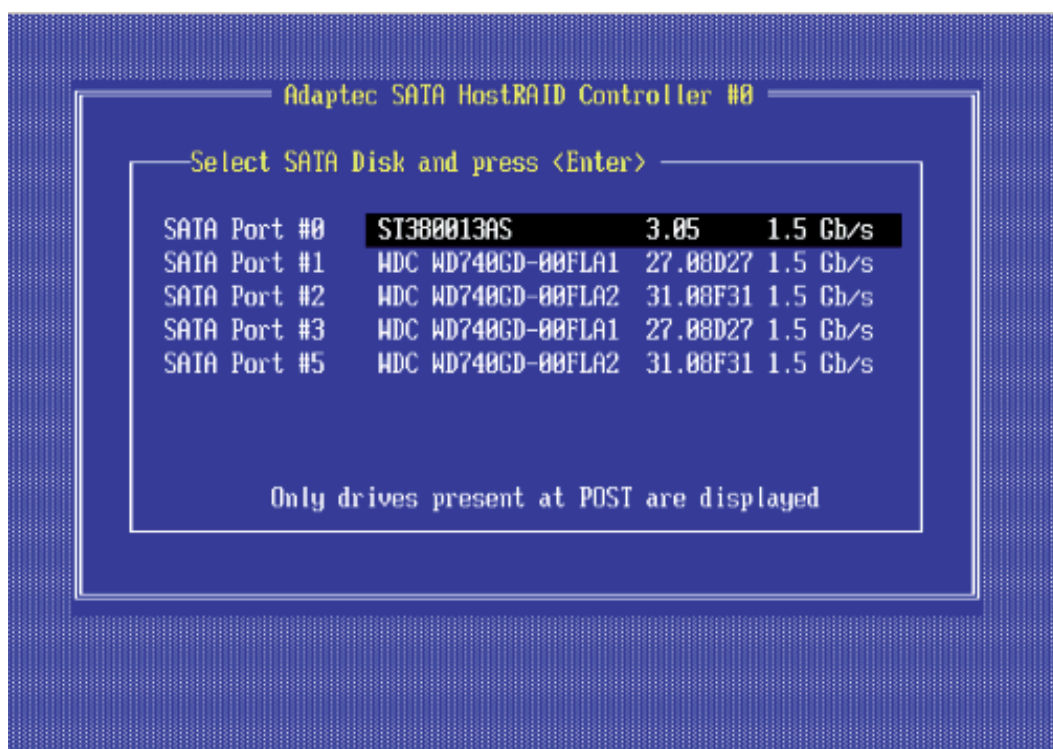 Adaptec SATA HostRAID Controller #0
Select SATA Disk and press <Enter>
SATA Port #0 ST380013AS 3.05 1.5 Gb/s
SATA Port #1 WDC WD740GD-00FLA1 27.08D27 1.5 Gb/s
SATA Port #2 WDC WD740GD-00FLA2 31.08F31 1.5 Gb/s
SATA Port #3 WDC WD740GD-00FLA1 27.08D27 1.5 Gb/s
SATA Port #5 WDC WD740GD-00FLA2 31.08F31 1.5 Gb/s
Only drives present at POST are displayed